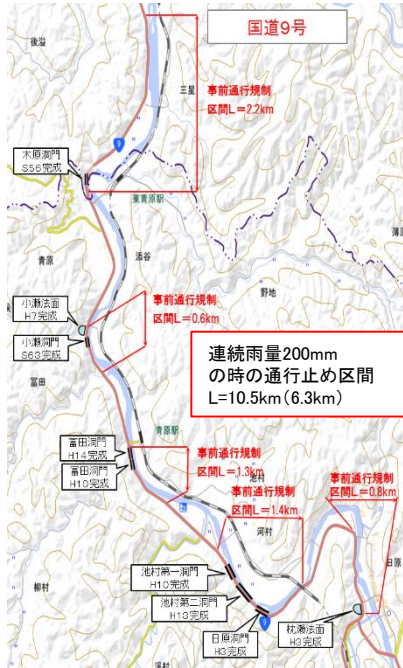 国道9号
後溢
三星
事前通行規制
区間L=2.2km
9
木原洞門
S56完成
東青原駅
青原
添谷
野地
小瀬法面
H7完成
事前通行規制
区間L=0.6km
小瀬洞門
S63完成
富田
連続雨量200mm
の時の通行止め区間
L=10.5km(6.3km)
青原駅
富田洞門
H14完成
富田洞門
H10完成
事前通行規制
区間L=1.3km
池村
事前通行規制
区間L=1.4km
事前通行規制
区間L=0.8km
河村
日原
柳村
池村第一洞門
H10完成
池村第二洞門
H13完成
日原洞門
H3完成
9
枕瀬法面
H3完成